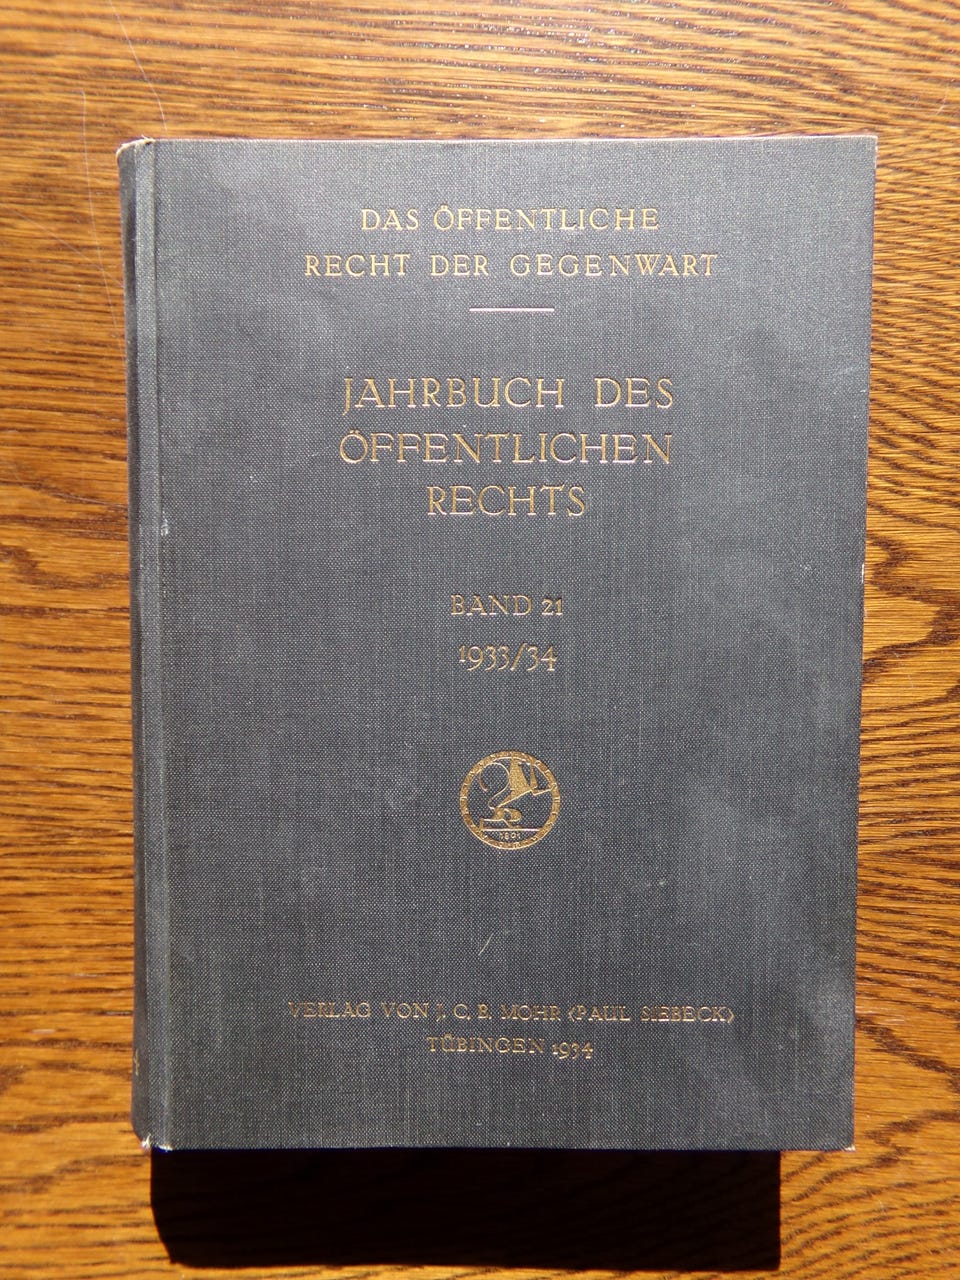 DAS ÖFFENTLICHE
RECHT DER GEGENWART
JAHRBUCH DES
ÖFFENTLICHEN
RECHTS
BAND 21
1933/34
1801
VERLAG VON J. C. B. MOHR (PAUL SIEBECK)
TÜBINGEN 1934